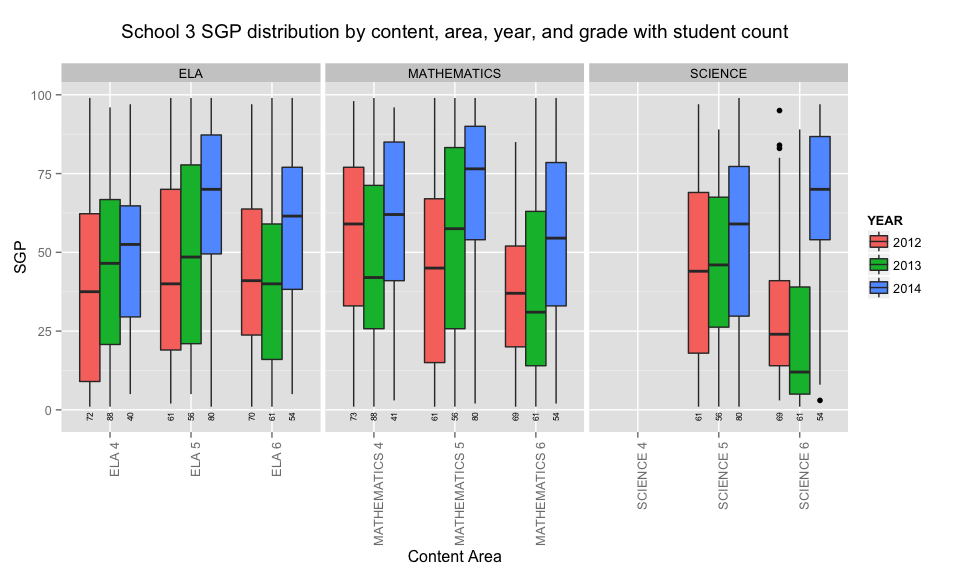 School 3 SGP distribution by content, area, year, and grade with student count
ELA
MATHEMATICS
SCIENCE
100
75
50
25
0
SGP
72 88 40 61 56 80 70 61 54
73 88 41 61 56 80 69 61 54
61 56 80 69 61 54
ELA 4
ELA 5
ELA 6
MATHEMATICS 4
MATHEMATICS 5
MATHEMATICS 6
SCIENCE 4
SCIENCE 5
SCIENCE 6
Content Area
YEAR
2012
2013
2014